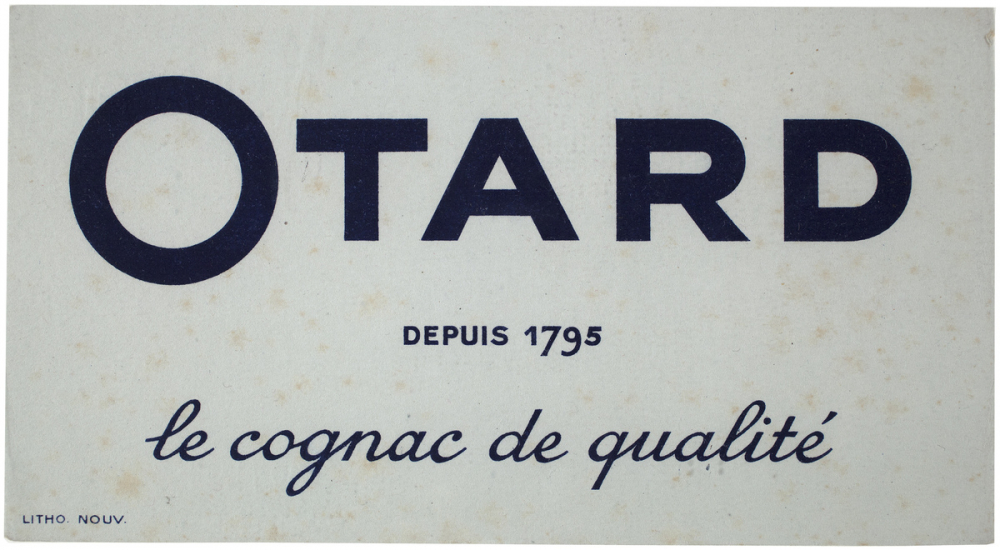 OTARD
DEPUIS 1795
le cognac de qualité
LITHO. NOUV.